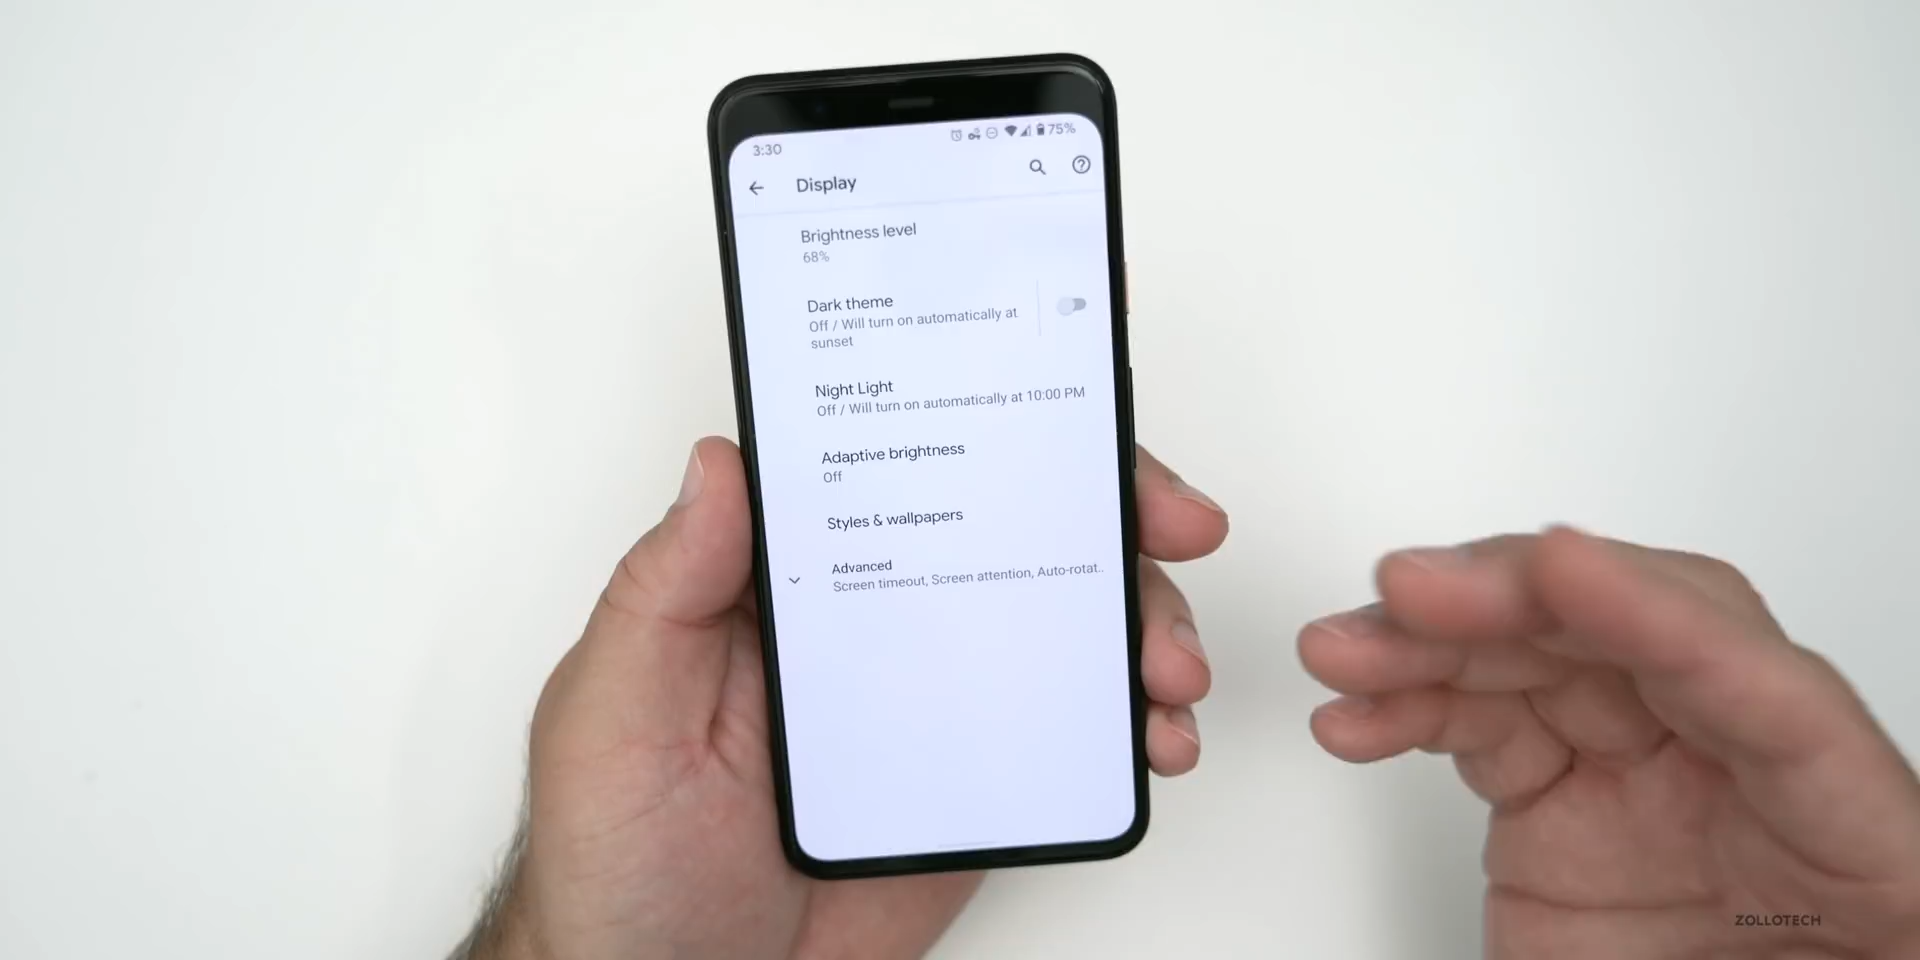 3:30
75%
Display
Brightness level
68%
Dark theme
Off / Will turn on automatically at
sunset
Night Light
Off / Will turn on automatically at 10:00 PM
Adaptive brightness
Off
Styles & wallpapers
Advanced
Screen timeout, Screen attention, Auto-rotat..
ZOLLOTECH